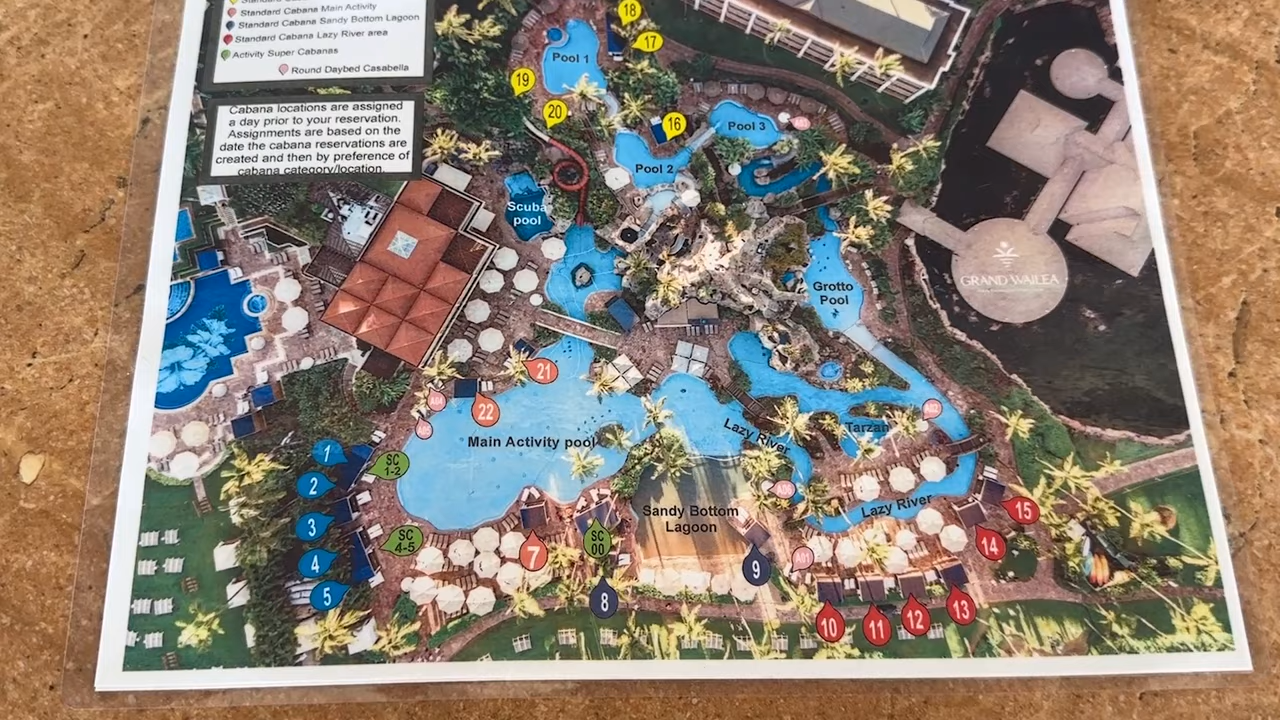 Standard Cabana Main Activity
Standard Cabana Sandy Bottom Lagoon
Standard Cabana Lazy River area
Activity Super Cabanas
Round Daybed Casabella
Cabana locations are assigned
a day prior to your reservation.
Assignments are based on the
date the cabana reservations are
created and then by preference of
cabana category/location.
18
17
Pool 1
19
20
16
Pool 3
Pool 2
Scuba
pool
GRAND WAILEA
Grotto
Pool
21
22
Main Activity pool
Lazy River
Tarzan
1
2
3
4
5
SC
1-2
SC
4-5
Sandy Bottom
Lagoon
Lazy River
7
SC
00
8
9
10
11
12
13
14
15